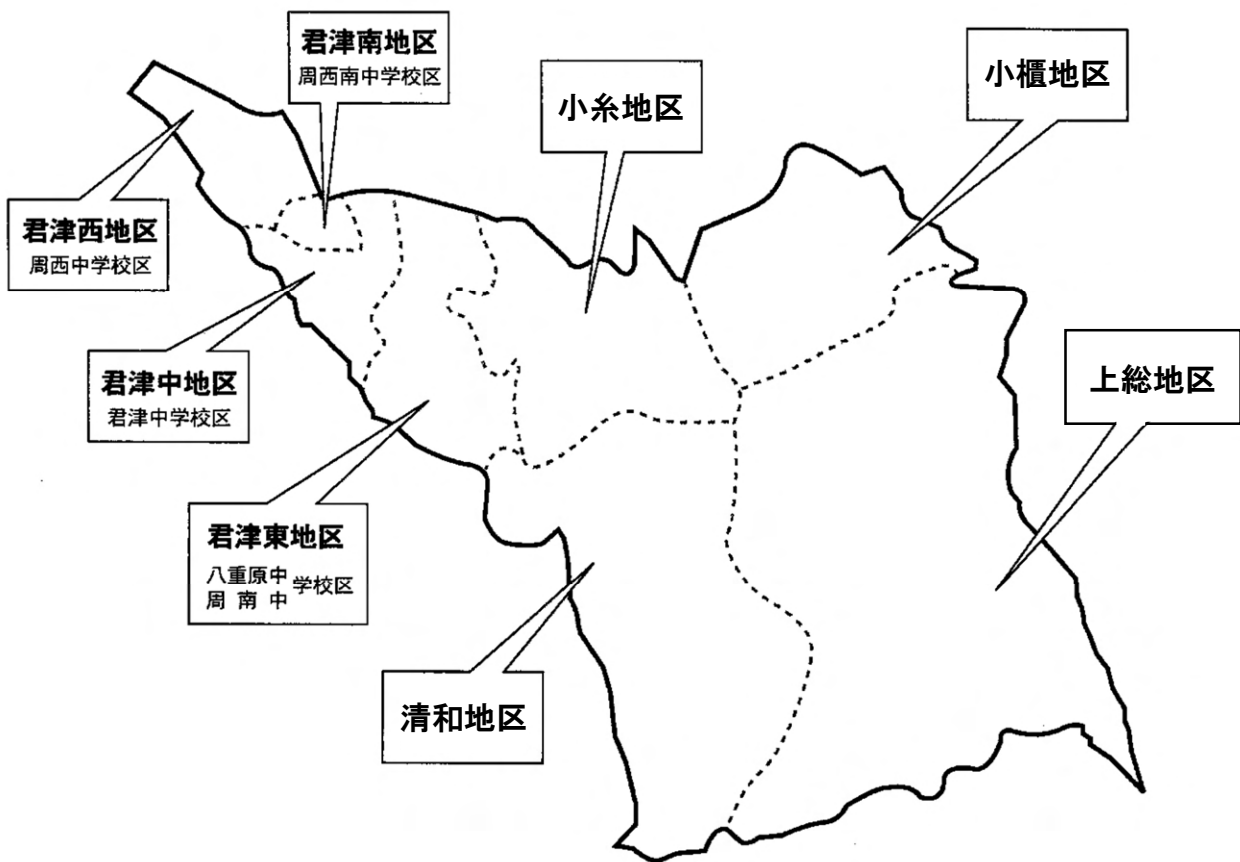 君津南地区
周西南中学校区
小糸地区
小櫃地区
君津西地区
周西中学校区
君津中地区
君津中学校区
上総地区
君津東地区
八重原中
周南中
学校区
清和地区